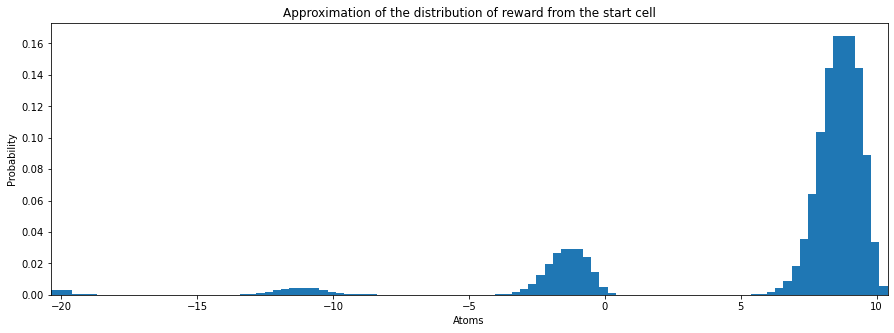 Approximation of the distribution of reward from the start cell
Probability
0.16
0.14
0.12
0.10
0.08
0.06
0.04
0.02
0.00
−20 −15 −10 −5 0 5 10
Atoms